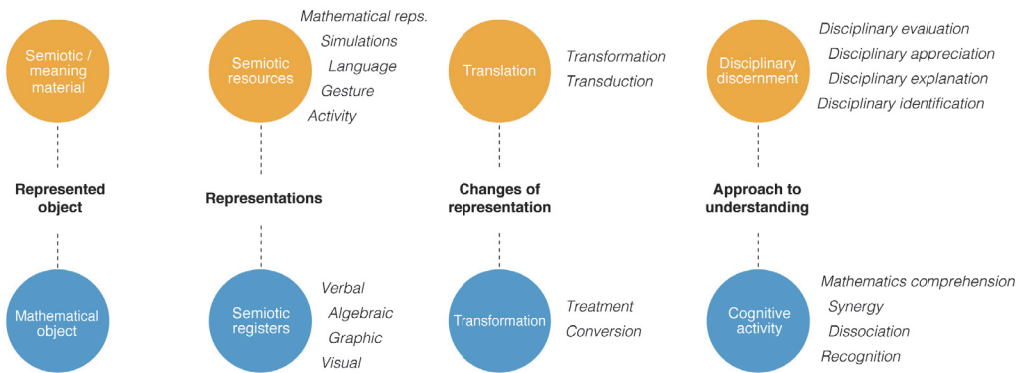 Semiotic /
meaning
material
Semiotic
resources
Mathematical reps.
Simulations
Language
Gesture
Activity
Translation
Transformation
Transduction
Disciplinary
discernment
Disciplinary evaluation
Disciplinary appreciation
Disciplinary explanation
Disciplinary identification
Represented
object
Representations
Changes of
representation
Approach to
understanding
Mathematical
object
Semiotic
registers
Verbal
Algebraic
Graphic
Visual
Transformation
Treatment
Conversion
Cognitive
activity
Mathematics comprehension
Synergy
Dissociation
Recognition